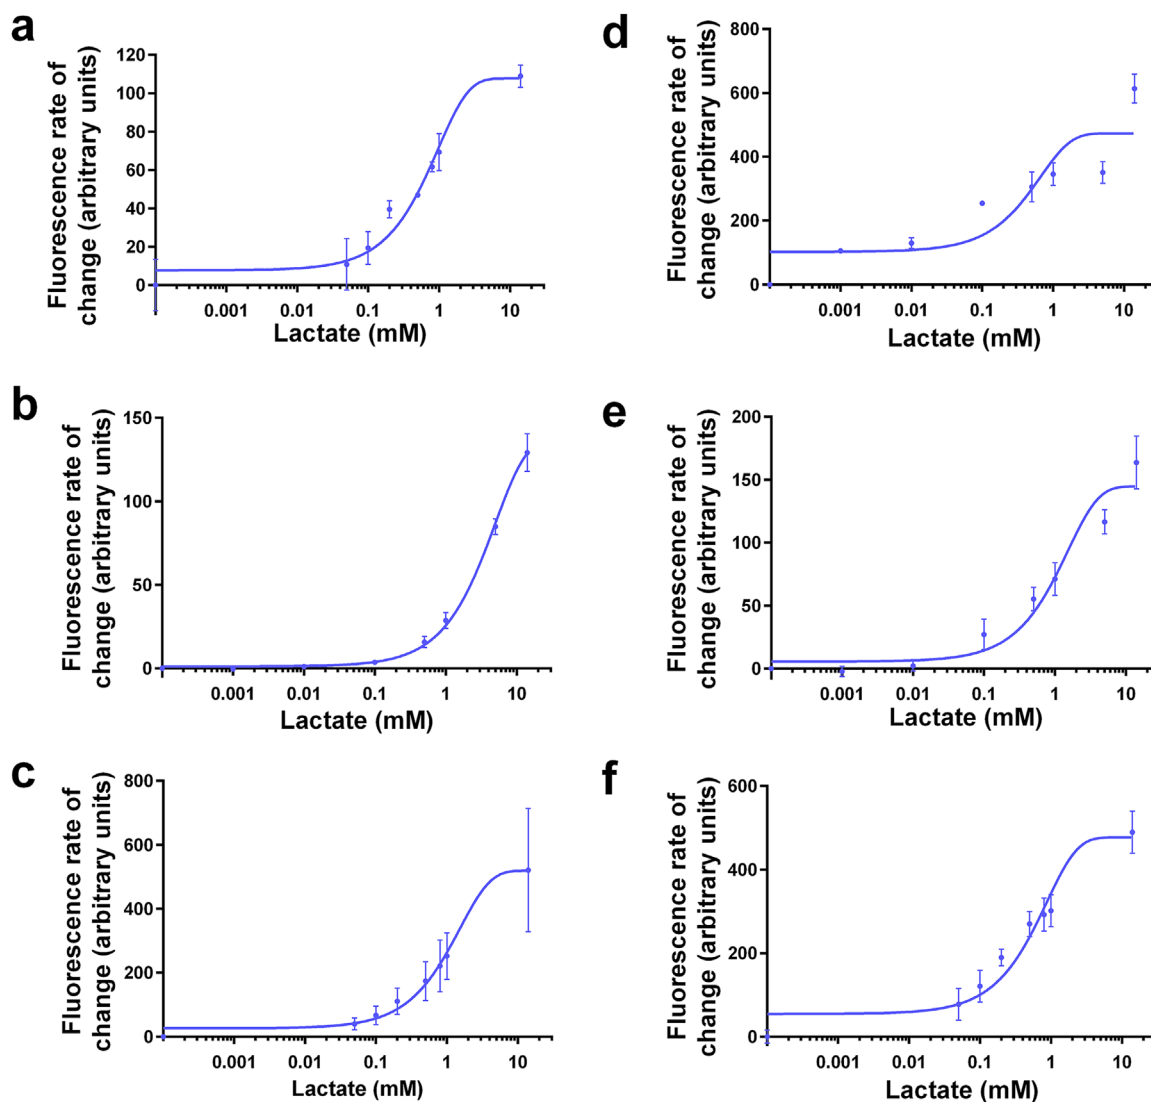 a
Fluorescence rate of
change (arbitrary units)
120
100
80
60
40
20
0
0.001 0.01 0.1 1 10
Lactate (mM)
b
Fluorescence rate of
change (arbitrary units)
150
100
50
0
0.001 0.01 0.1 1 10
Lactate (mM)
c
Fluorescence rate of
change (arbitrary units)
800
600
400
200
0
0.001 0.01 0.1 1 10
Lactate (mM)
d
Fluorescence rate of
change (arbitrary units)
800
600
400
200
0
0.001 0.01 0.1 1 10
Lactate (mM)
e
Fluorescence rate of
change (arbitrary units)
200
150
100
50
0
0.001 0.01 0.1 1 10
Lactate (mM)
f
Fluorescence rate of
change (arbitrary units)
600
400
200
0
0.001 0.01 0.1 1 10
Lactate (mM)